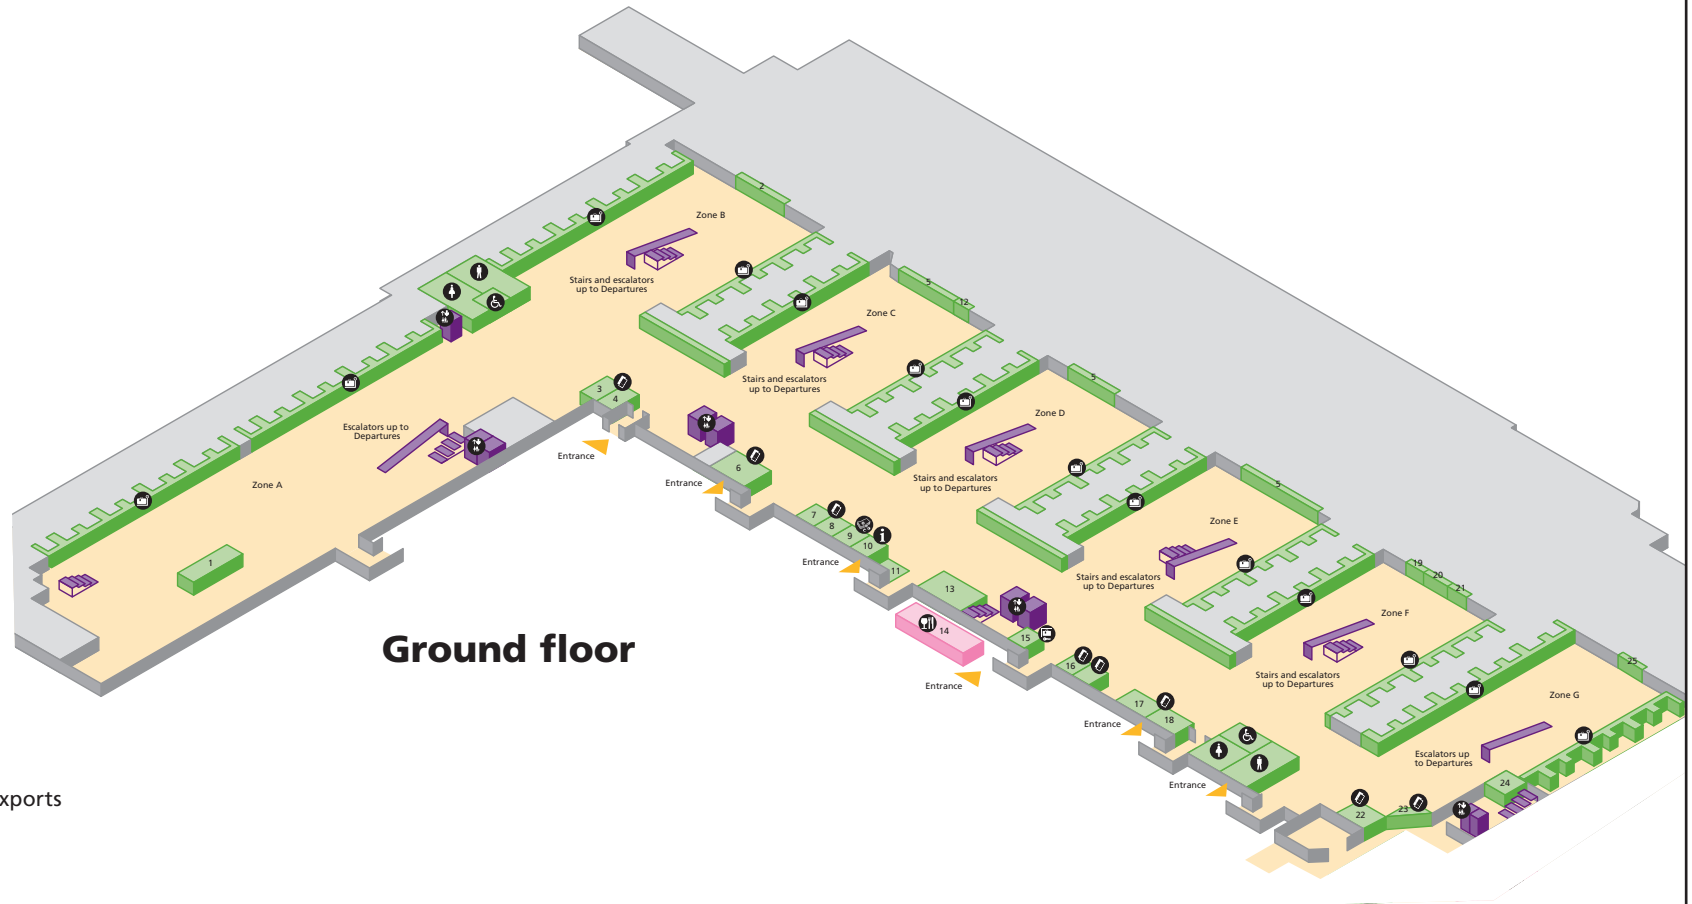 2
Zone B
Stairs and escalators
up to Departures
5
12
Zone C
Stairs and escalators
up to Departures
3
4
5
Escalators up to
Departures
Zone D
Entrance
6
Entrance
Stairs and escalators
up to Departures
Zone A
5
7
8
9
10
i
Zone E
1
Entrance
11
Stairs and escalators
up to Departures
19
20
21
13
Zone F
14
15
Ground floor
16
Stairs and escalators
up to Departures
25
Entrance
Zone G
17
18
Entrance
Escalators up
to Departures
Entrance
24
xports
23
22